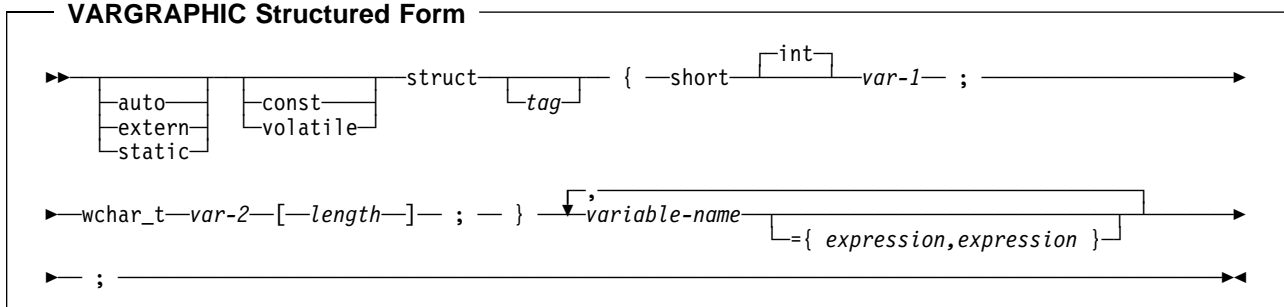 VARGRAPHIC Structured Form
int
struct { short var-1 ;
auto const tag
extern volatile
static
,
wchar_t var-2 [ length ] ; } variable-name
={ expression,expression }
;